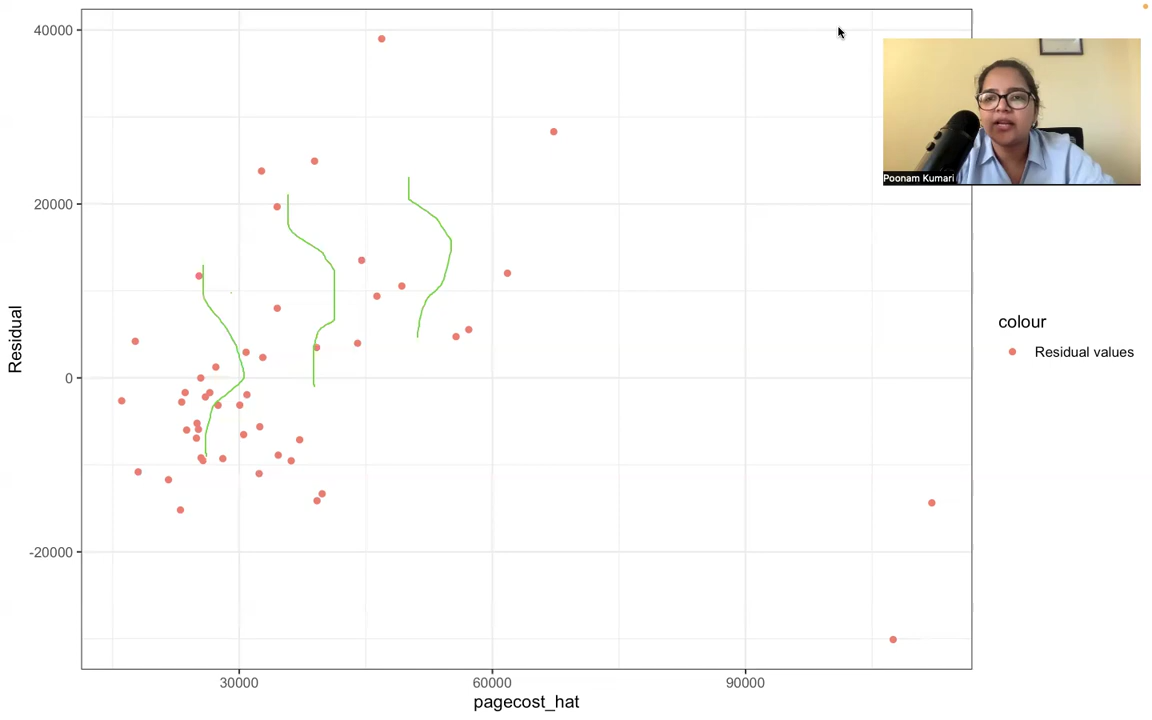 40000
20000
0
-20000
Residual
30000
60000
90000
pagecost_hat
colour
Residual values
Poonam Kumari